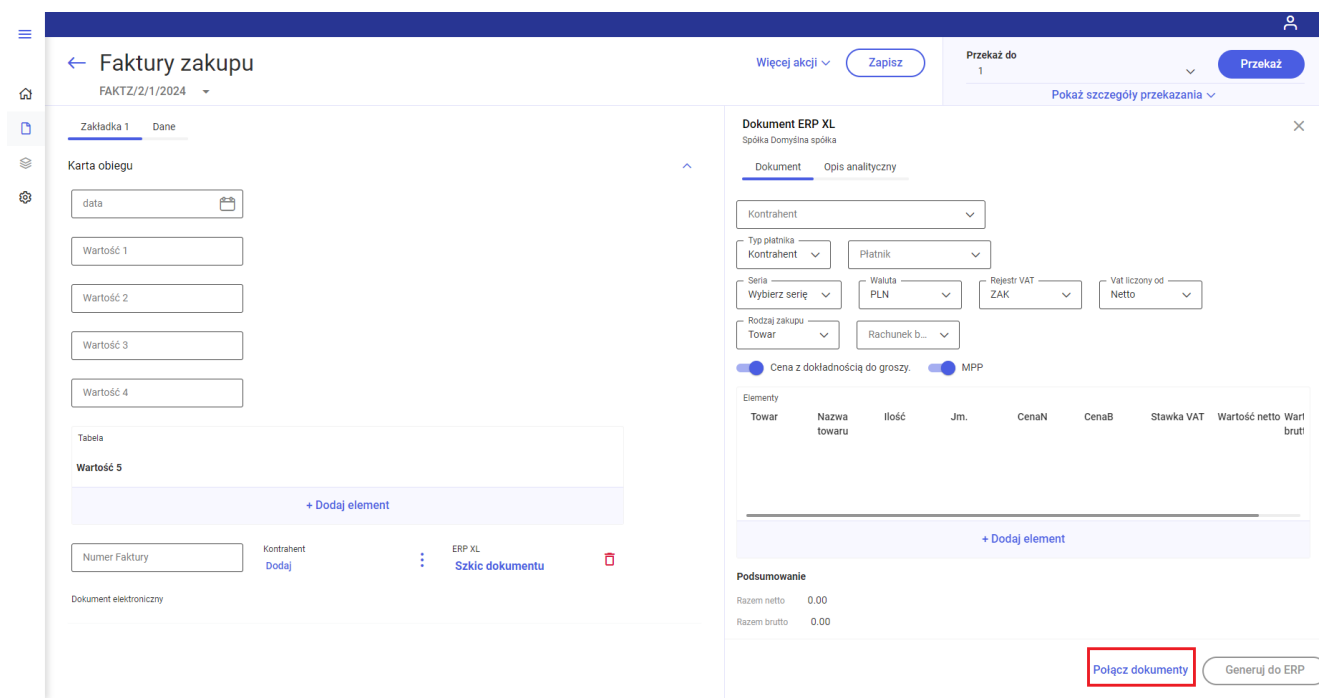 Faktury zakupu
FAKTZ/2/1/2024
Więcej akcji
Zapisz
Przekaż do
1
Przekaż
Pokaż szczegóły przekazania
Zakładka 1 Dane
Karta obiegu
data
Wartość 1
Wartość 2
Wartość 3
Wartość 4
Tabela
Wartość 5
+ Dodaj element
Numer Faktury
Kontrahent
Dodaj
ERP XL
Szkic dokumentu
Dokument elektroniczny
Dokument ERP XL
Spółka Domyślna spółka
Dokument Opis analityczny
Kontrahent
Typ płatnika
Kontrahent
Płatnik
Seria
Wybierz serię
Waluta
PLN
Rejestr VAT
ZAK
Vat liczony od
Netto
Rodzaj zakupu
Towar
Rachunek b...
Cena z dokładnością do groszy. MPP
Elementy
Towar Nazwa Ilość Jm. CenaN CenaB Stawka VAT Wartość netto Wart
towaru brutt
+ Dodaj element
Podsumowanie
Razem netto 0.00
Razem brutto 0.00
Połącz dokumenty
Generuj do ERP